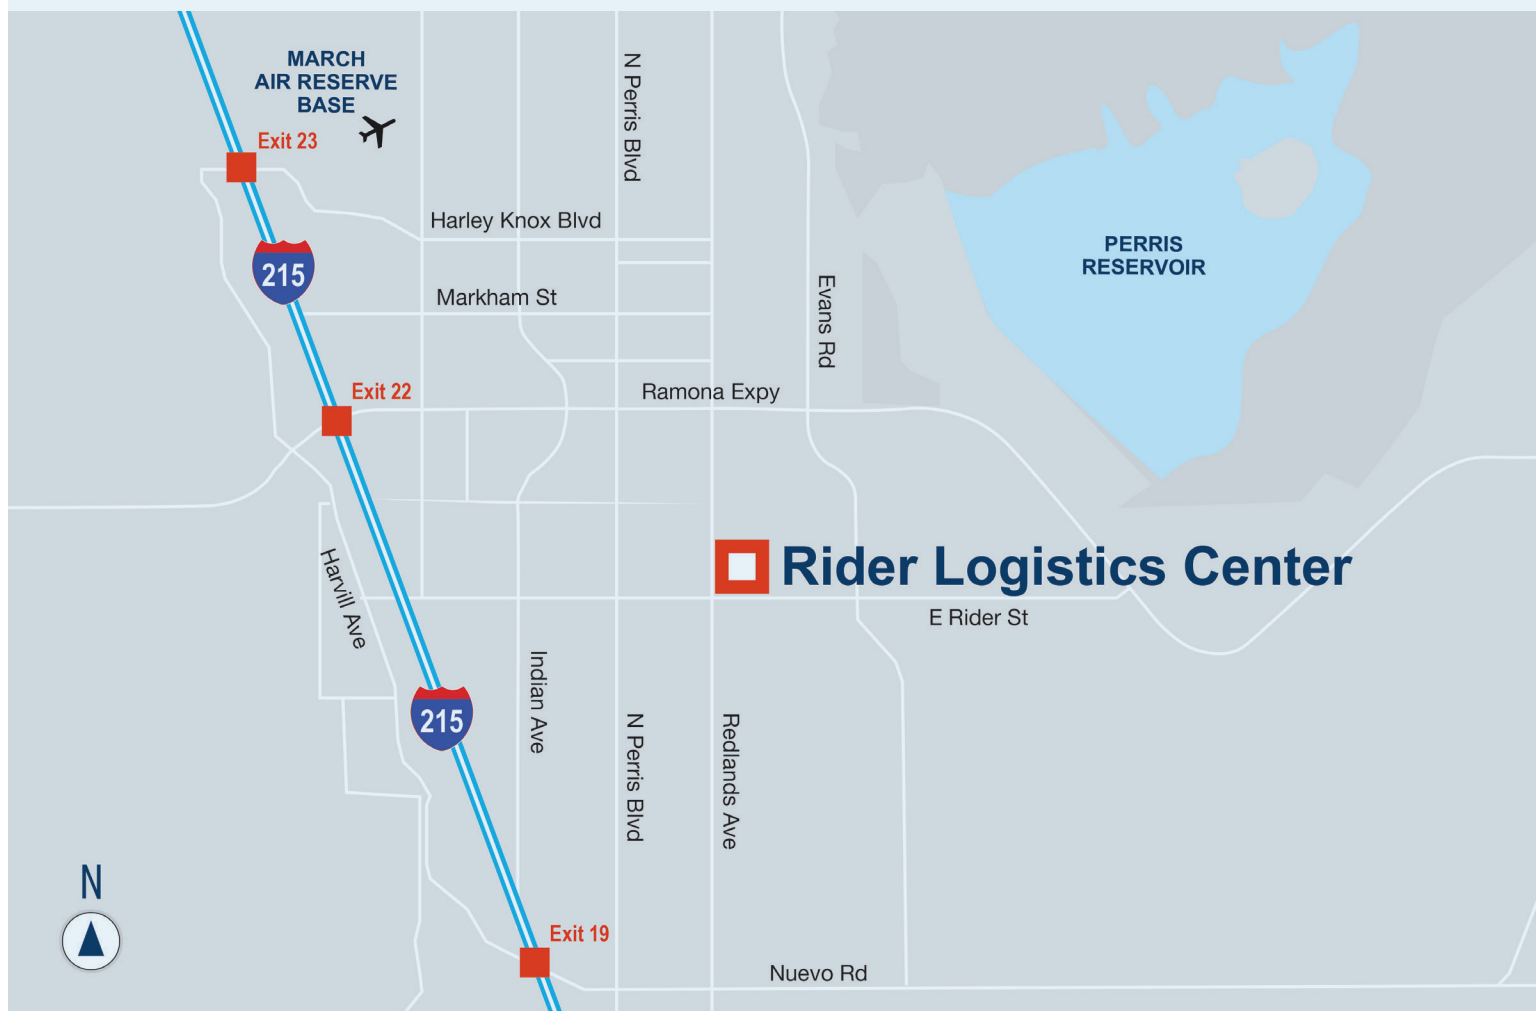 MARCH
AIR RESERVE
BASE
N Perris Blvd
Exit 23
Harley Knox Blvd
PERRIS
RESERVOIR
215
Evans Rd
Markham St
Exit 22
Ramona Expy
Rider Logistics Center
Harvill Ave
E Rider St
Indian Ave
215
N Perris Blvd
Redlands Ave
N
Exit 19
Nuevo Rd